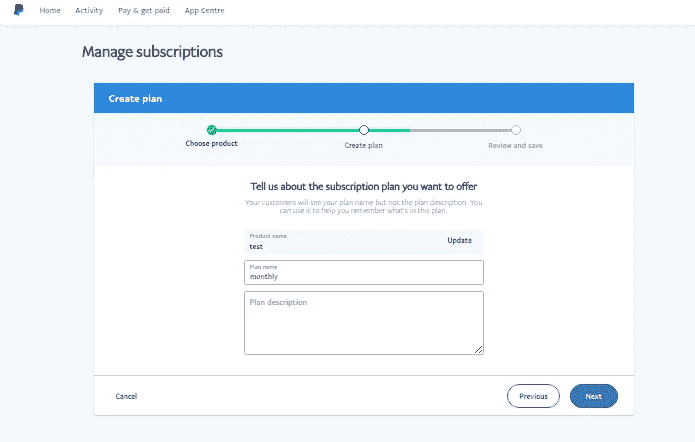 Home Activity Pay & get paid App Centre
Manage subscriptions
Create plan
Choose product Create plan Review and save
Tell us about the subscription plan you want to offer
Your customers will see your plan name but not the plan description. You
can use it to help you remember what's in this plan.
Product name
test Update
Plan name
monthly
Plan description
Cancel Previous Next